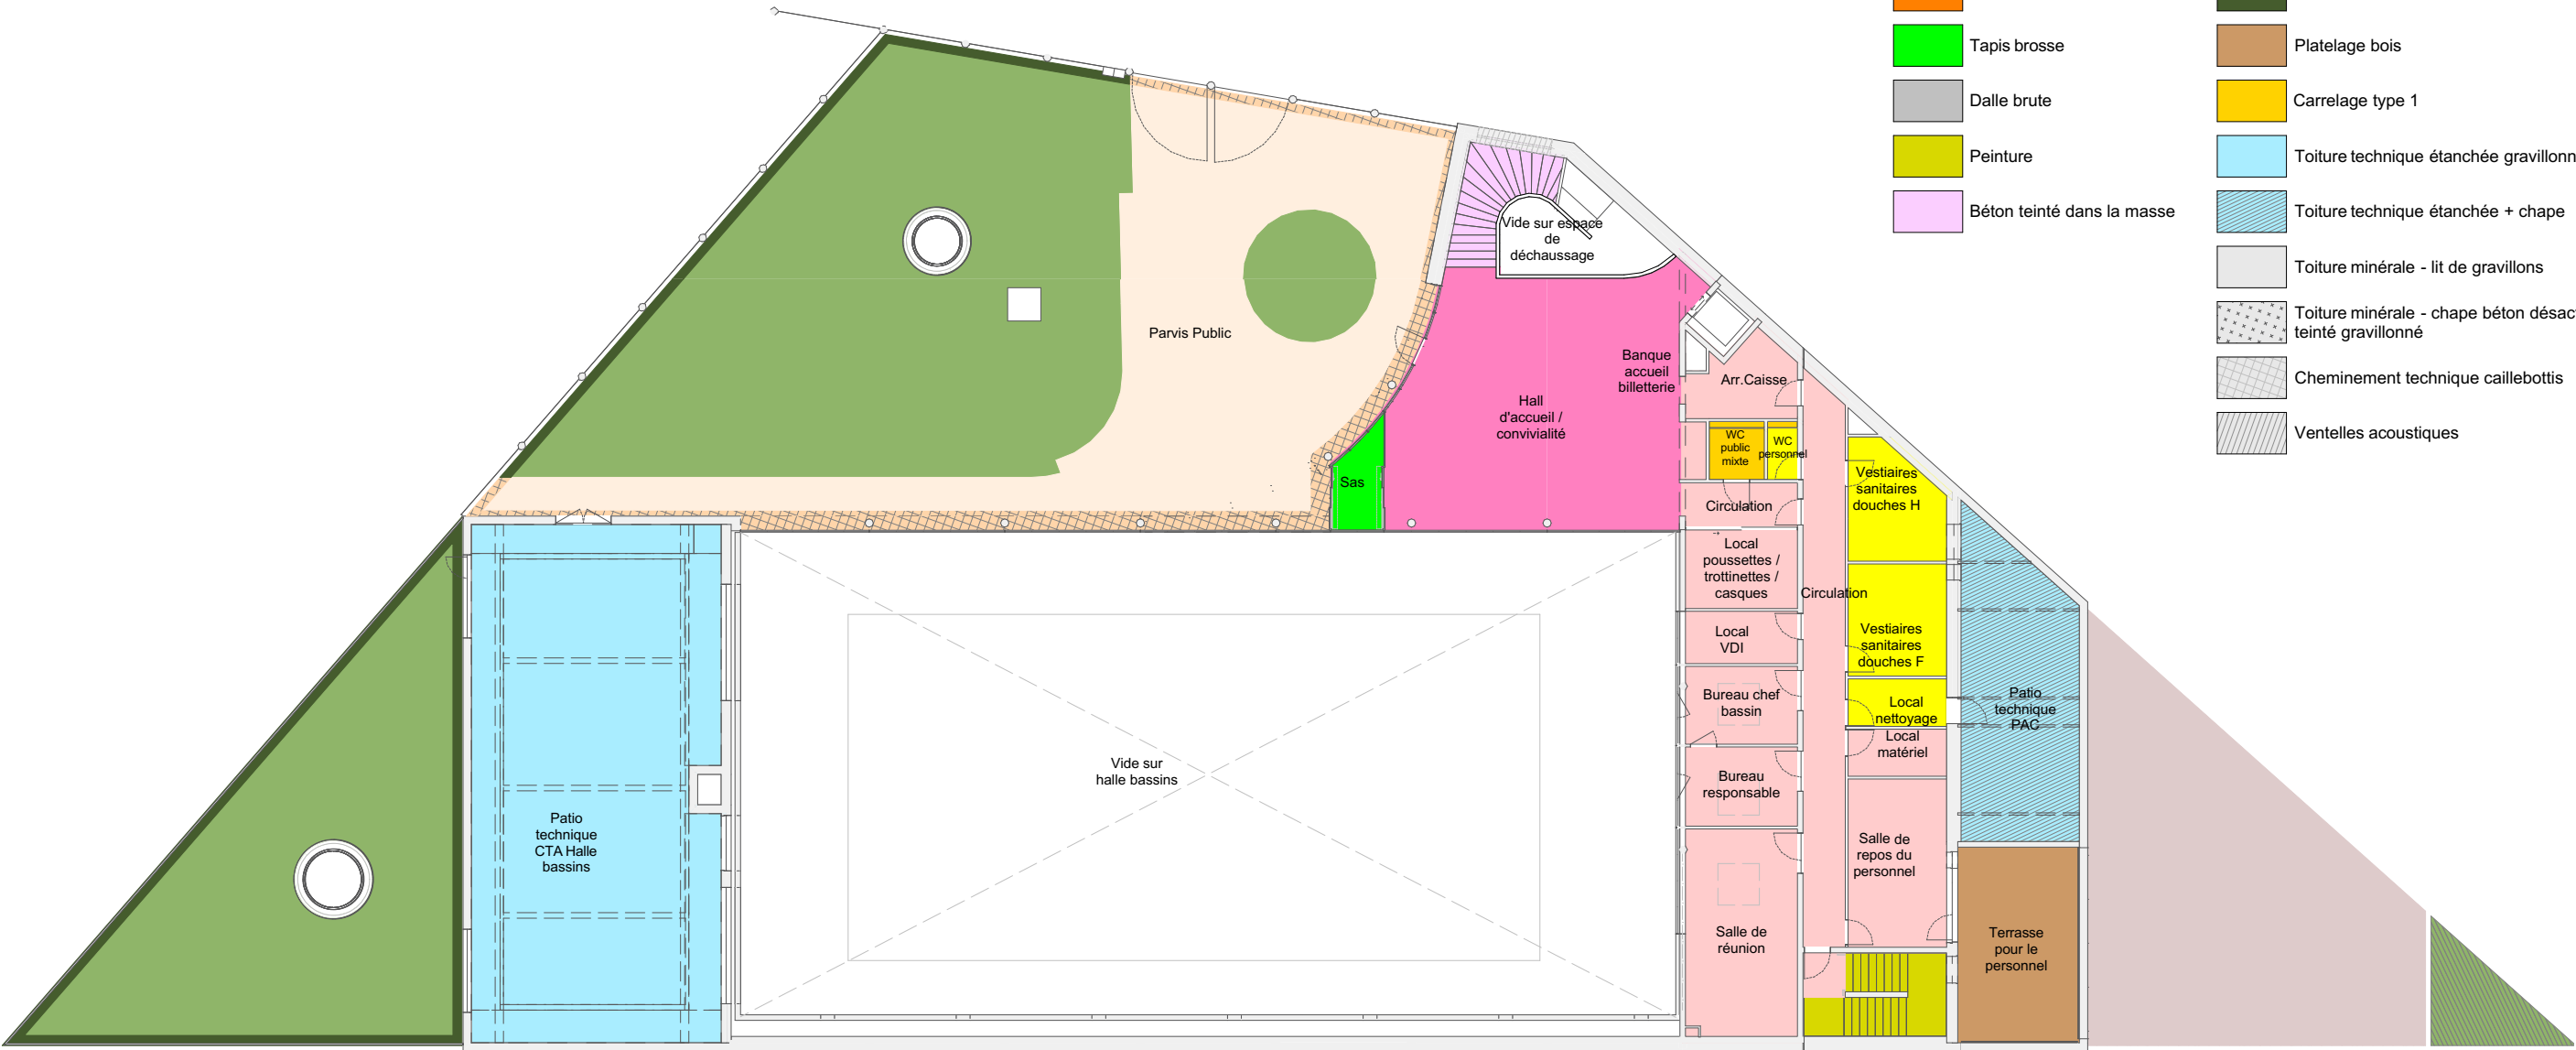 Tapis brosse
Dalle brute
Peinture
Béton teinté dans la masse
Platelage bois
Carrelage type 1
Toiture technique étanchée gravillonn
Toiture technique étanchée + chape
Toiture minérale - lit de gravillons
Toiture minérale - chape béton désac
teinté gravillonné
Cheminement technique caillebottis
Ventelles acoustiques
Vide sur espace
de
déchaussage
Parvis Public
Banque
accueil
billetterie
Arr.Caisse
Hall
d'accueil /
convivialité
WC
public
mixte
WC
personnel
Sas
Vestiaires
sanitaires
douches H
Circulation
Local
poussettes /
trottinettes /
casques
Circulation
Local
VDI
Vestiaires
sanitaires
douches F
Bureau chef
bassin
Local
nettoyage
Patio
technique
PAC
Local
matériel
Vide sur
halle bassins
Bureau
responsable
Patio
technique
CTA Halle
bassins
Salle de
repos du
personnel
Salle de
réunion
Terrasse
pour le
personnel